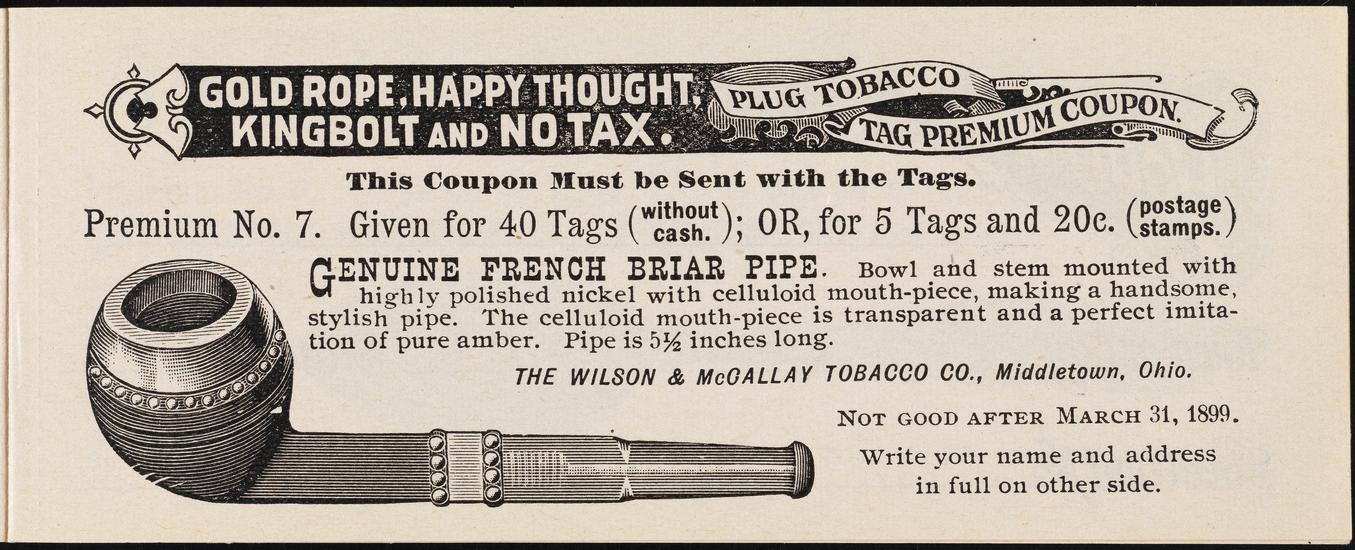 GOLD ROPE, HAPPY THOUGHT,
KINGBOLT AND NO TAX.
PLUG TOBACCO
TAG PREMIUM COUPON.
This Coupon Must be Sent with the Tags.
Premium No. 7. Given for 40 Tags (without cash.); OR, for 5 Tags and 20c. (postage stamps.)
GENUINE FRENCH BRIAR PIPE. Bowl and stem mounted with
highly polished nickel with celluloid mouth-piece, making a handsome,
stylish pipe. The celluloid mouth-piece is transparent and a perfect imita-
tion of pure amber. Pipe is 5½ inches long.
THE WILSON & McCALLAY TOBACCO CO., Middletown, Ohio.
NOT GOOD AFTER MARCH 31, 1899.
Write your name and address
in full on other side.